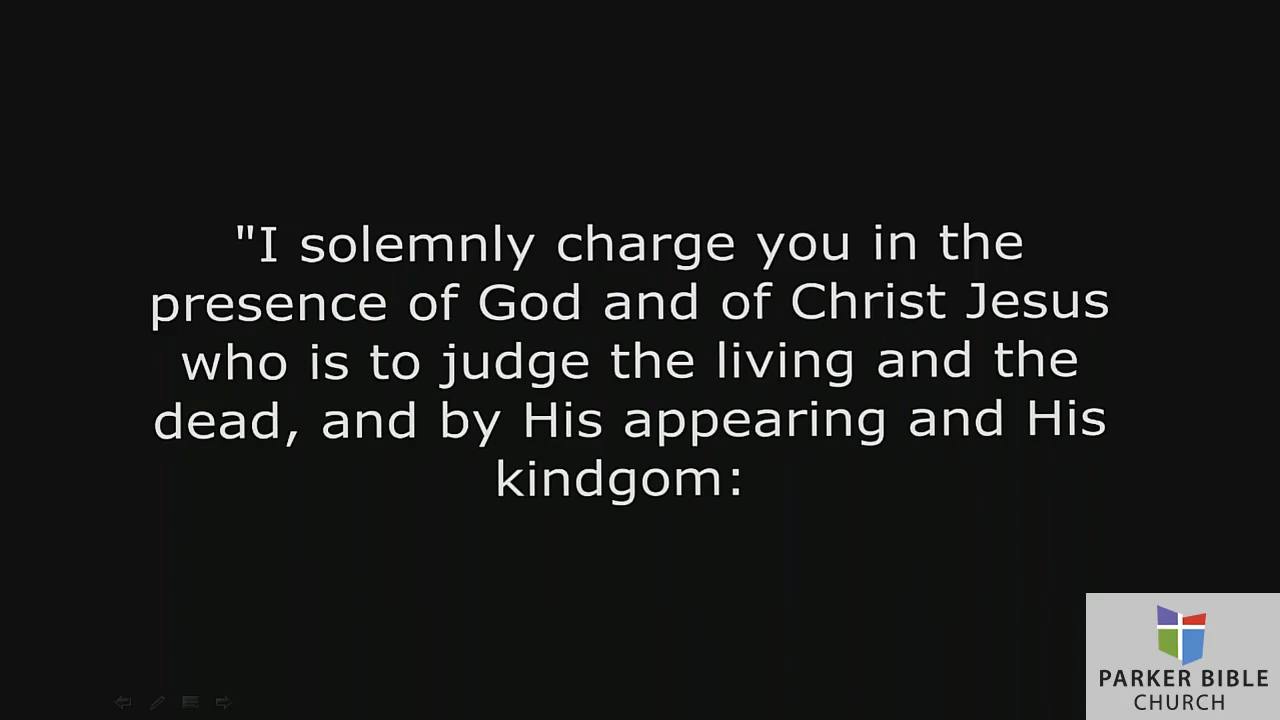 "I solemnly charge you in the
presence of God and of Christ Jesus
who is to judge the living and the
dead, and by His appearing and His
kindgom:
PARKER BIBLE
CHURCH